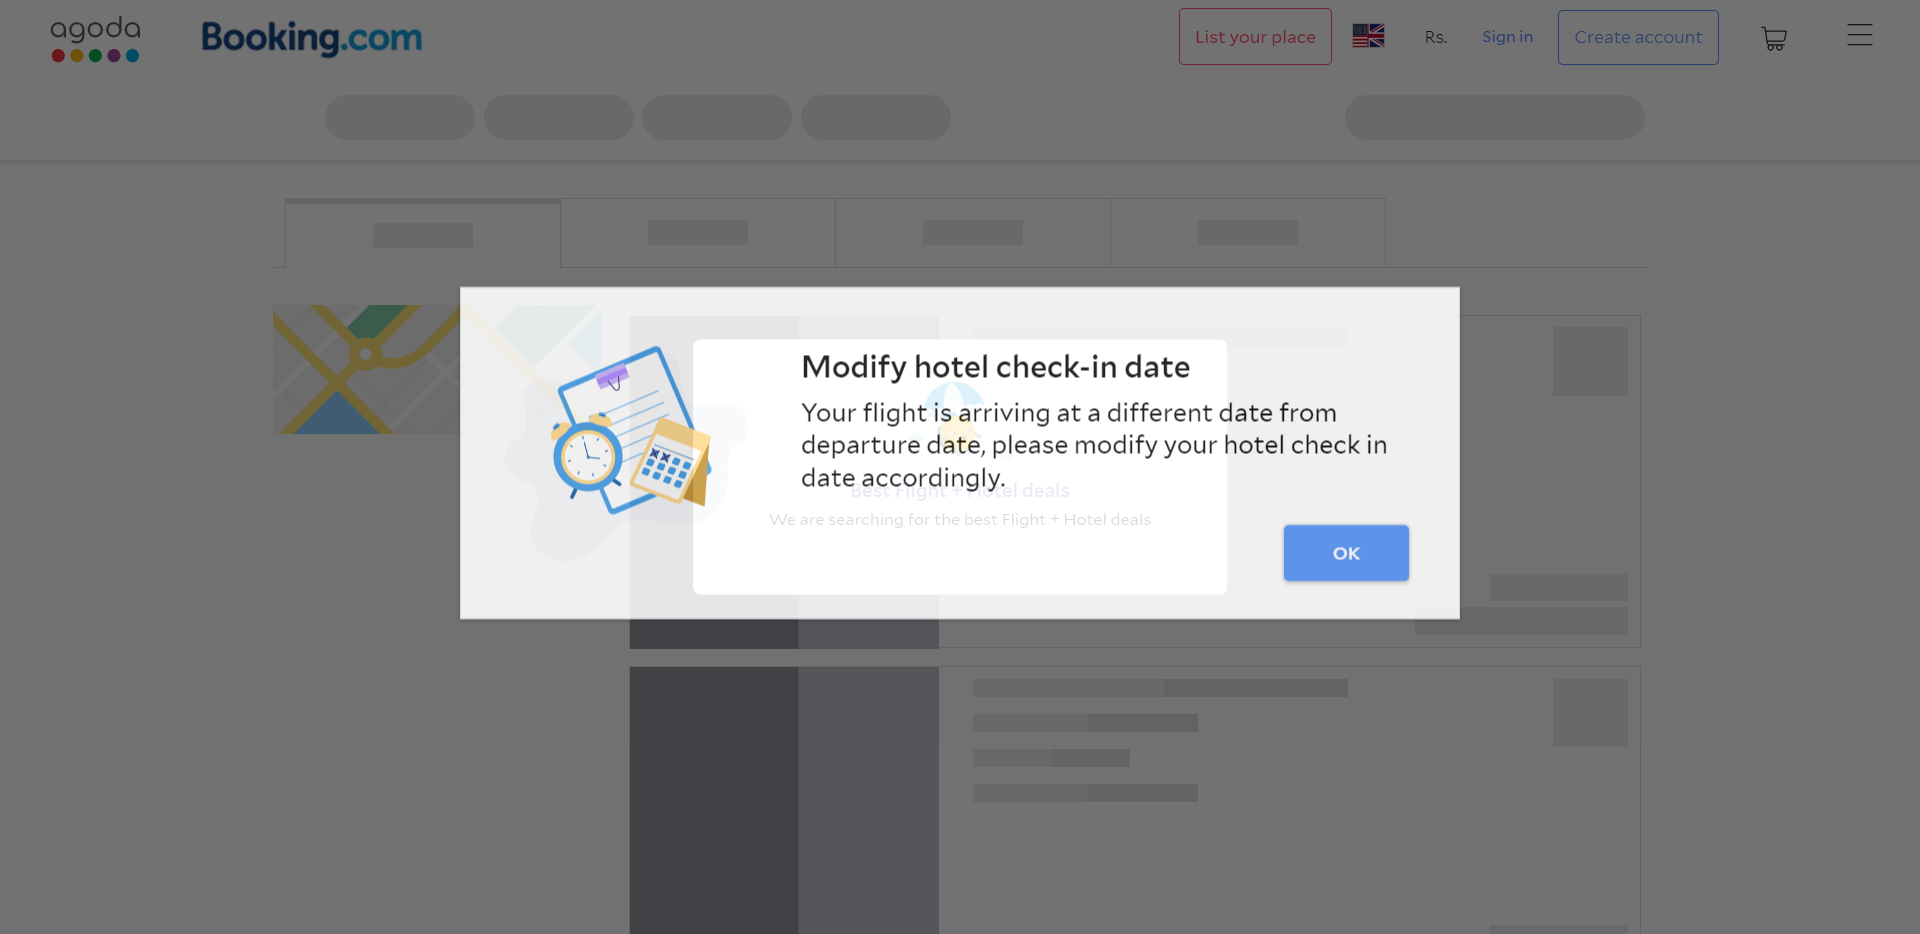 agoda
Booking.com
List your place
Rs.
Sign in
Create account
Modify hotel check-in date
Your flight is arriving at a different date from
departure date, please modify your hotel check in
date accordingly.
Best Flight + Hotel deals
We are searching for the best Flight + Hotel deals
OK